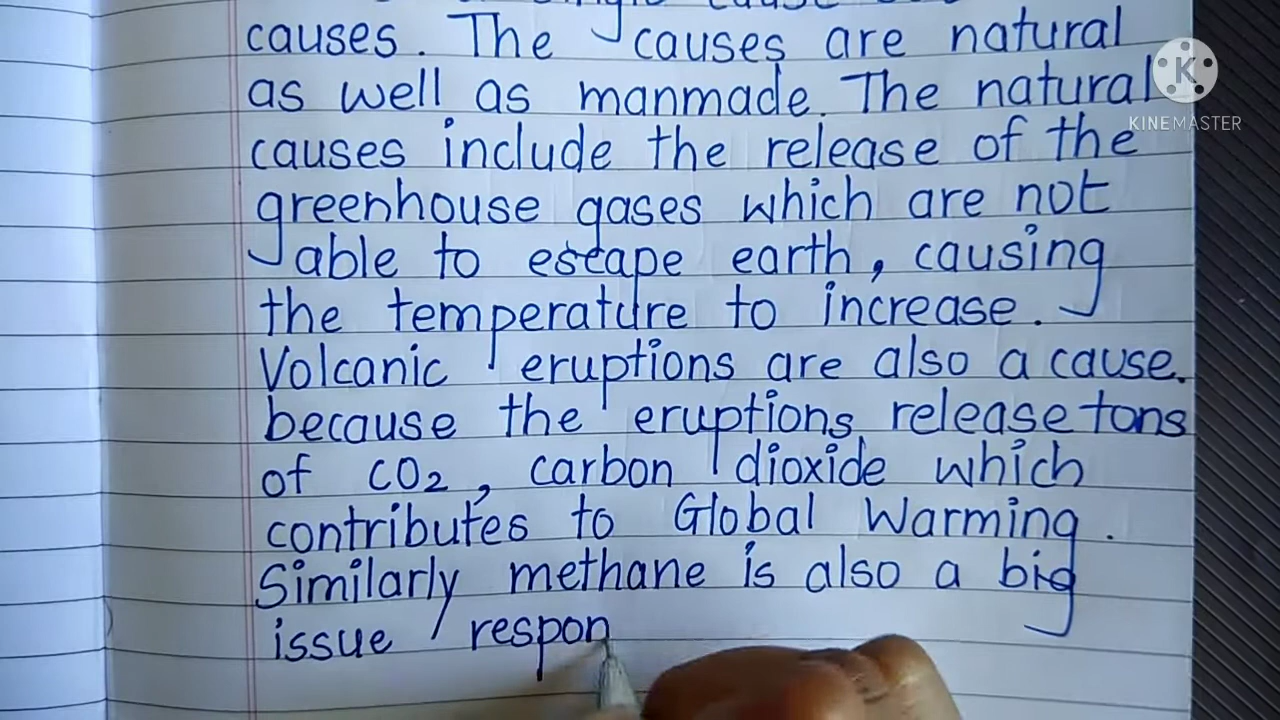 causes. The causes are natural
as well as manmade. The natural
causes include the release of the
greenhouse gases which are not
able to escape earth, causing
the temperature to increase.
Volcanic eruptions are also a cause.
because the eruptions release tons
of CO2, carbon dioxide which
contributes to Global Warming.
Similarly methane is also a big
issue respon
K
KINEMASTER